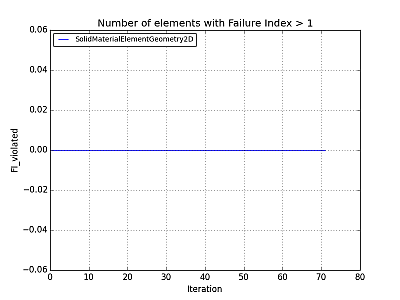 Number of elements with Failure Index > 1
0.06
SolidMaterialElementGeometry2D
0.04
0.02
0.00
−0.02
−0.04
−0.06
FI_violated
0 10 20 30 40 50 60 70 80
Iteration